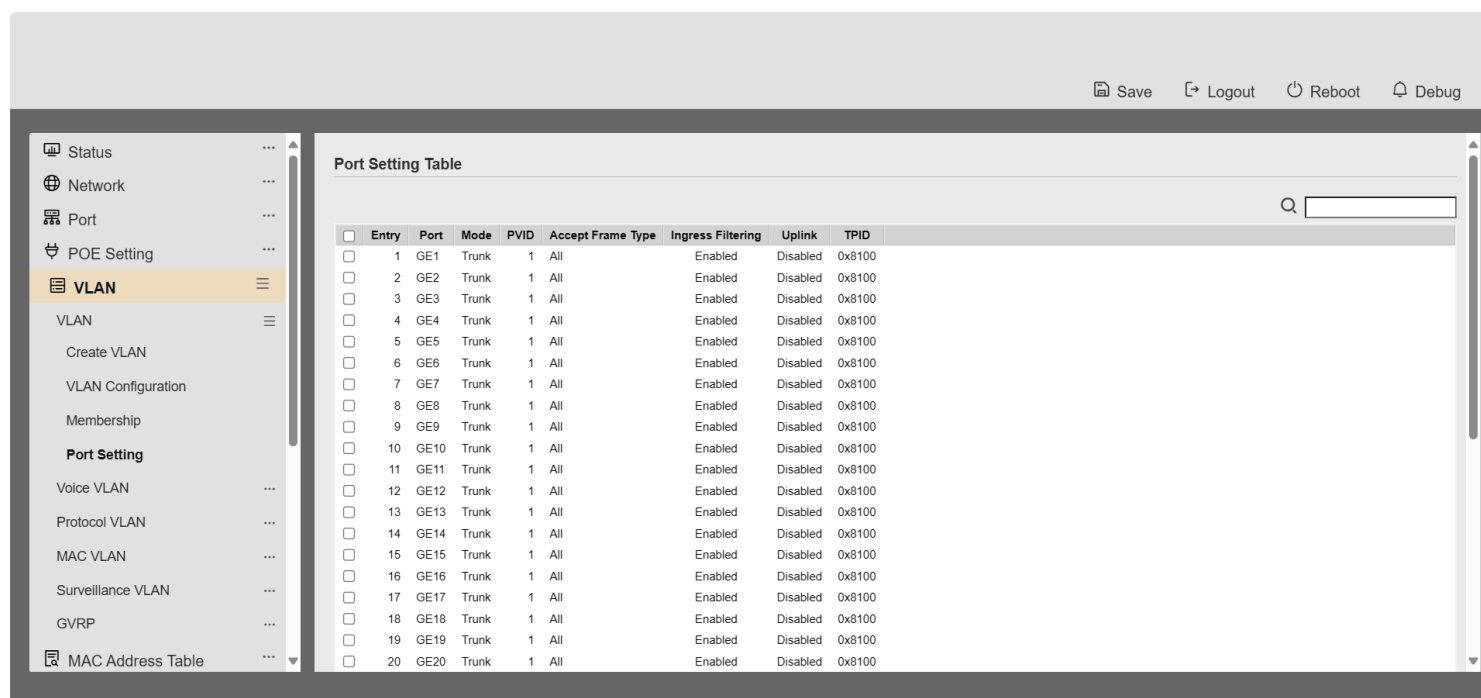 Save Logout Reboot Debug
Status
Network
Port
POE Setting
VLAN
VLAN
Create VLAN
VLAN Configuration
Membership
Port Setting
Voice VLAN
Protocol VLAN
MAC VLAN
Surveillance VLAN
GVRP
MAC Address Table
Port Setting Table
Entry Port Mode PVID Accept Frame Type Ingress Filtering Uplink TPID
1 GE1 Trunk 1 All Enabled Disabled 0x8100
2 GE2 Trunk 1 All Enabled Disabled 0x8100
3 GE3 Trunk 1 All Enabled Disabled 0x8100
4 GE4 Trunk 1 All Enabled Disabled 0x8100
5 GE5 Trunk 1 All Enabled Disabled 0x8100
6 GE6 Trunk 1 All Enabled Disabled 0x8100
7 GE7 Trunk 1 All Enabled Disabled 0x8100
8 GE8 Trunk 1 All Enabled Disabled 0x8100
9 GE9 Trunk 1 All Enabled Disabled 0x8100
10 GE10 Trunk 1 All Enabled Disabled 0x8100
11 GE11 Trunk 1 All Enabled Disabled 0x8100
12 GE12 Trunk 1 All Enabled Disabled 0x8100
13 GE13 Trunk 1 All Enabled Disabled 0x8100
14 GE14 Trunk 1 All Enabled Disabled 0x8100
15 GE15 Trunk 1 All Enabled Disabled 0x8100
16 GE16 Trunk 1 All Enabled Disabled 0x8100
17 GE17 Trunk 1 All Enabled Disabled 0x8100
18 GE18 Trunk 1 All Enabled Disabled 0x8100
19 GE19 Trunk 1 All Enabled Disabled 0x8100
20 GE20 Trunk 1 All Enabled Disabled 0x8100